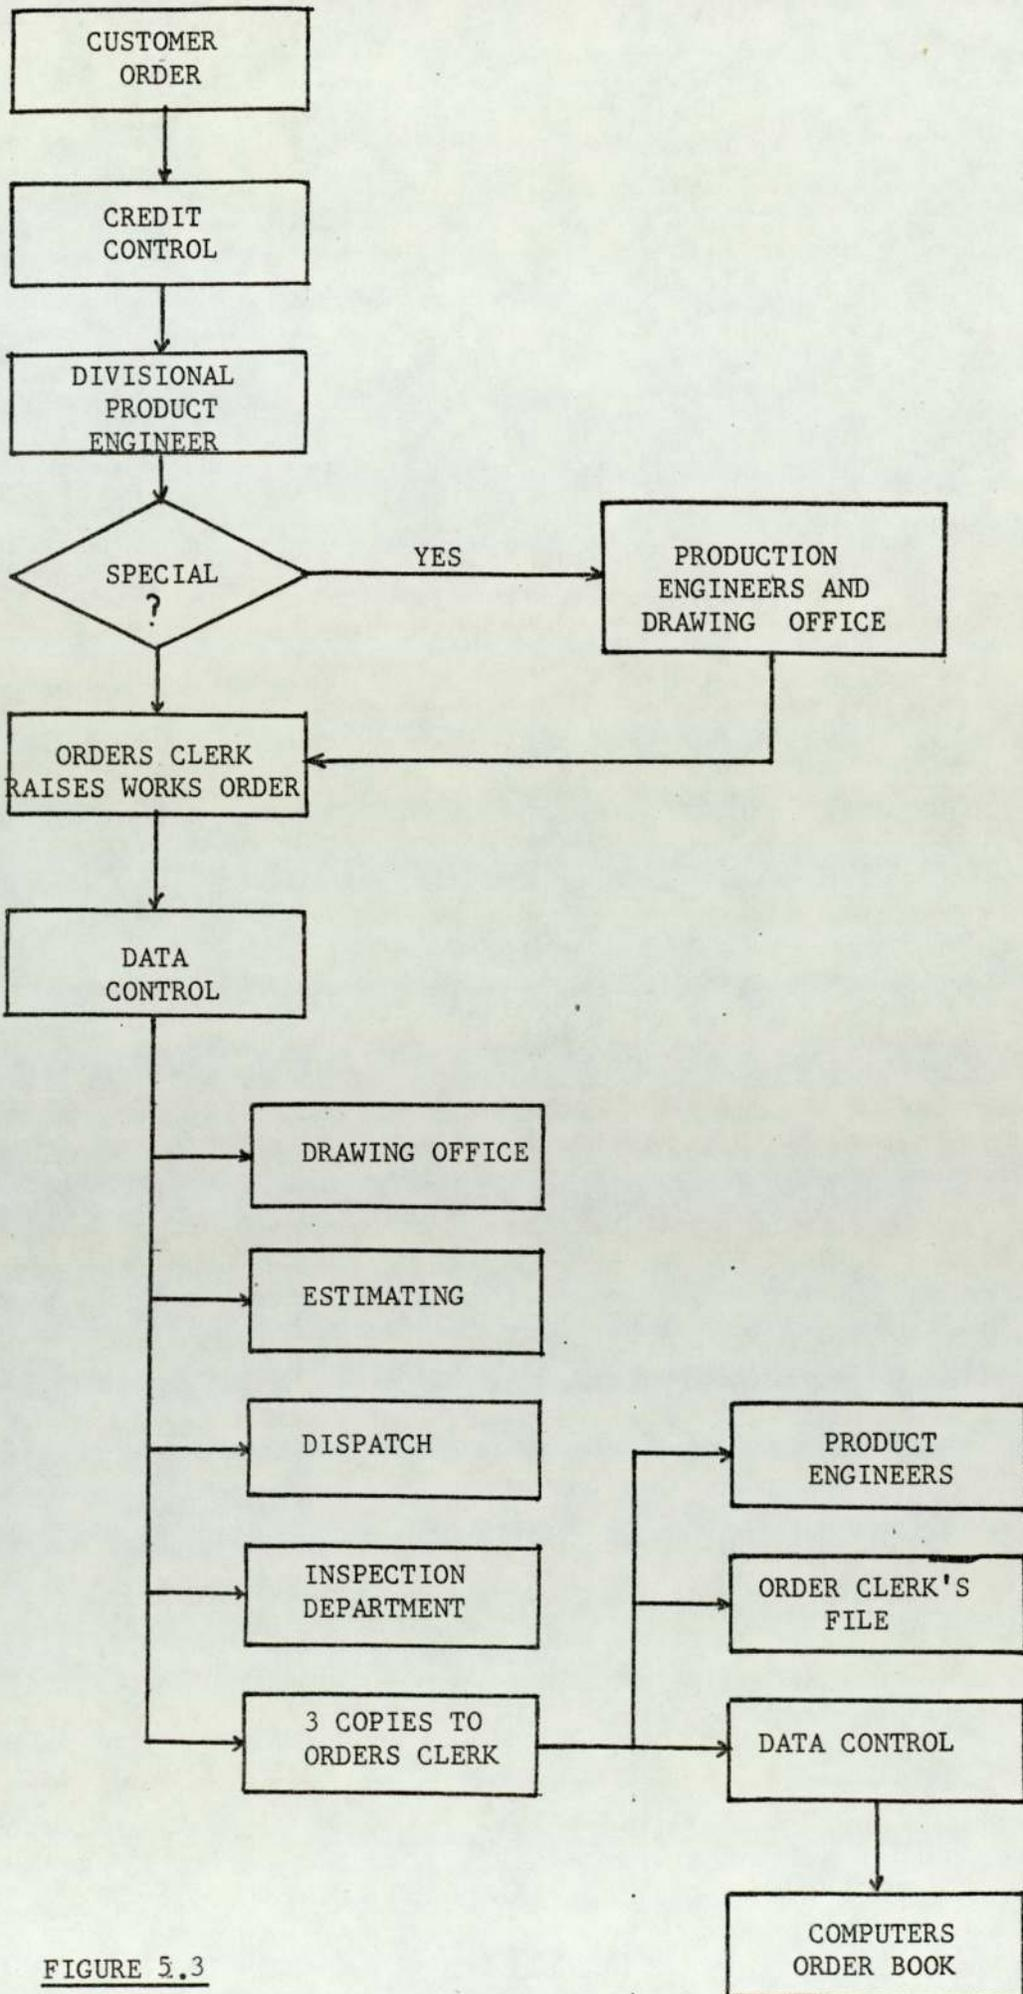 CUSTOMER
ORDER
CREDIT
CONTROL
DIVISIONAL
PRODUCT
ENGINEER
SPECIAL
?
YES
PRODUCTION
ENGINEERS AND
DRAWING OFFICE
ORDERS CLERK
RAISES WORKS ORDER
DATA
CONTROL
DRAWING OFFICE
ESTIMATING
DISPATCH
INSPECTION
DEPARTMENT
3 COPIES TO
ORDERS CLERK
PRODUCT
ENGINEERS
ORDER CLERK'S
FILE
DATA CONTROL
COMPUTERS
ORDER BOOK
FIGURE 5.3